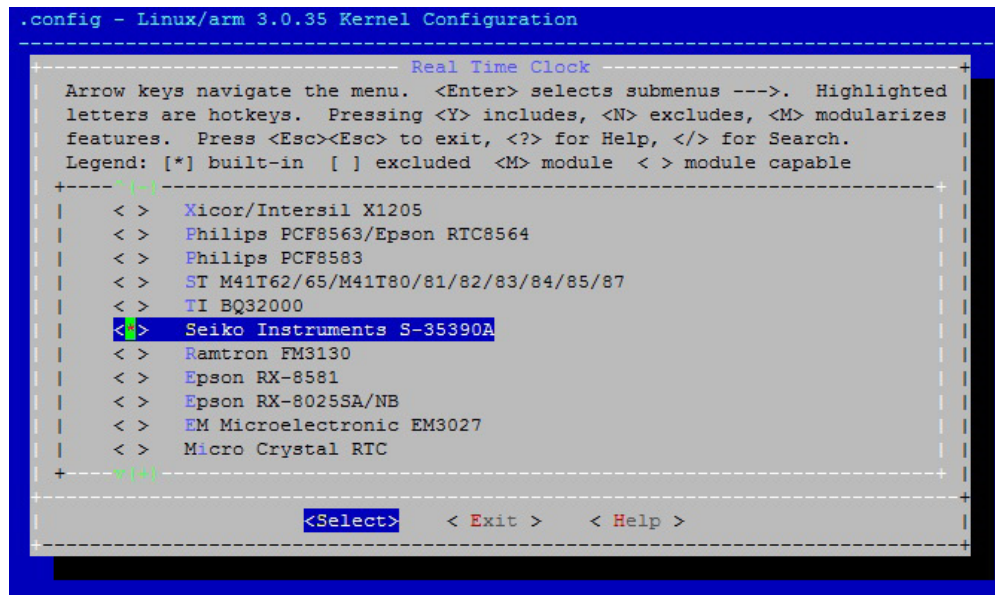 .config - Linux/arm 3.0.35 Kernel Configuration
Real Time Clock
Arrow keys navigate the menu.  <Enter> selects submenus --->.  Highlighted
letters are hotkeys.  Pressing <Y> includes, <N> excludes, <M> modularizes
features.  Press <Esc><Esc> to exit, <?> for Help, </> for Search.
Legend: [*] built-in  [ ] excluded  <M> module  < > module capable
^(-)
< >   Xicor/Intersil X1205
< >   Philips PCF8563/Epson RTC8564
< >   Philips PCF8583
< >   ST M41T62/65/M41T80/81/82/83/84/85/87
< >   TI BQ32000
<*>   Seiko Instruments S-35390A
< >   Ramtron FM3130
< >   Epson RX-8581
< >   Epson RX-8025SA/NB
< >   EM Microelectronic EM3027
< >   Micro Crystal RTC
v(+)
<Select>    < Exit >    < Help >